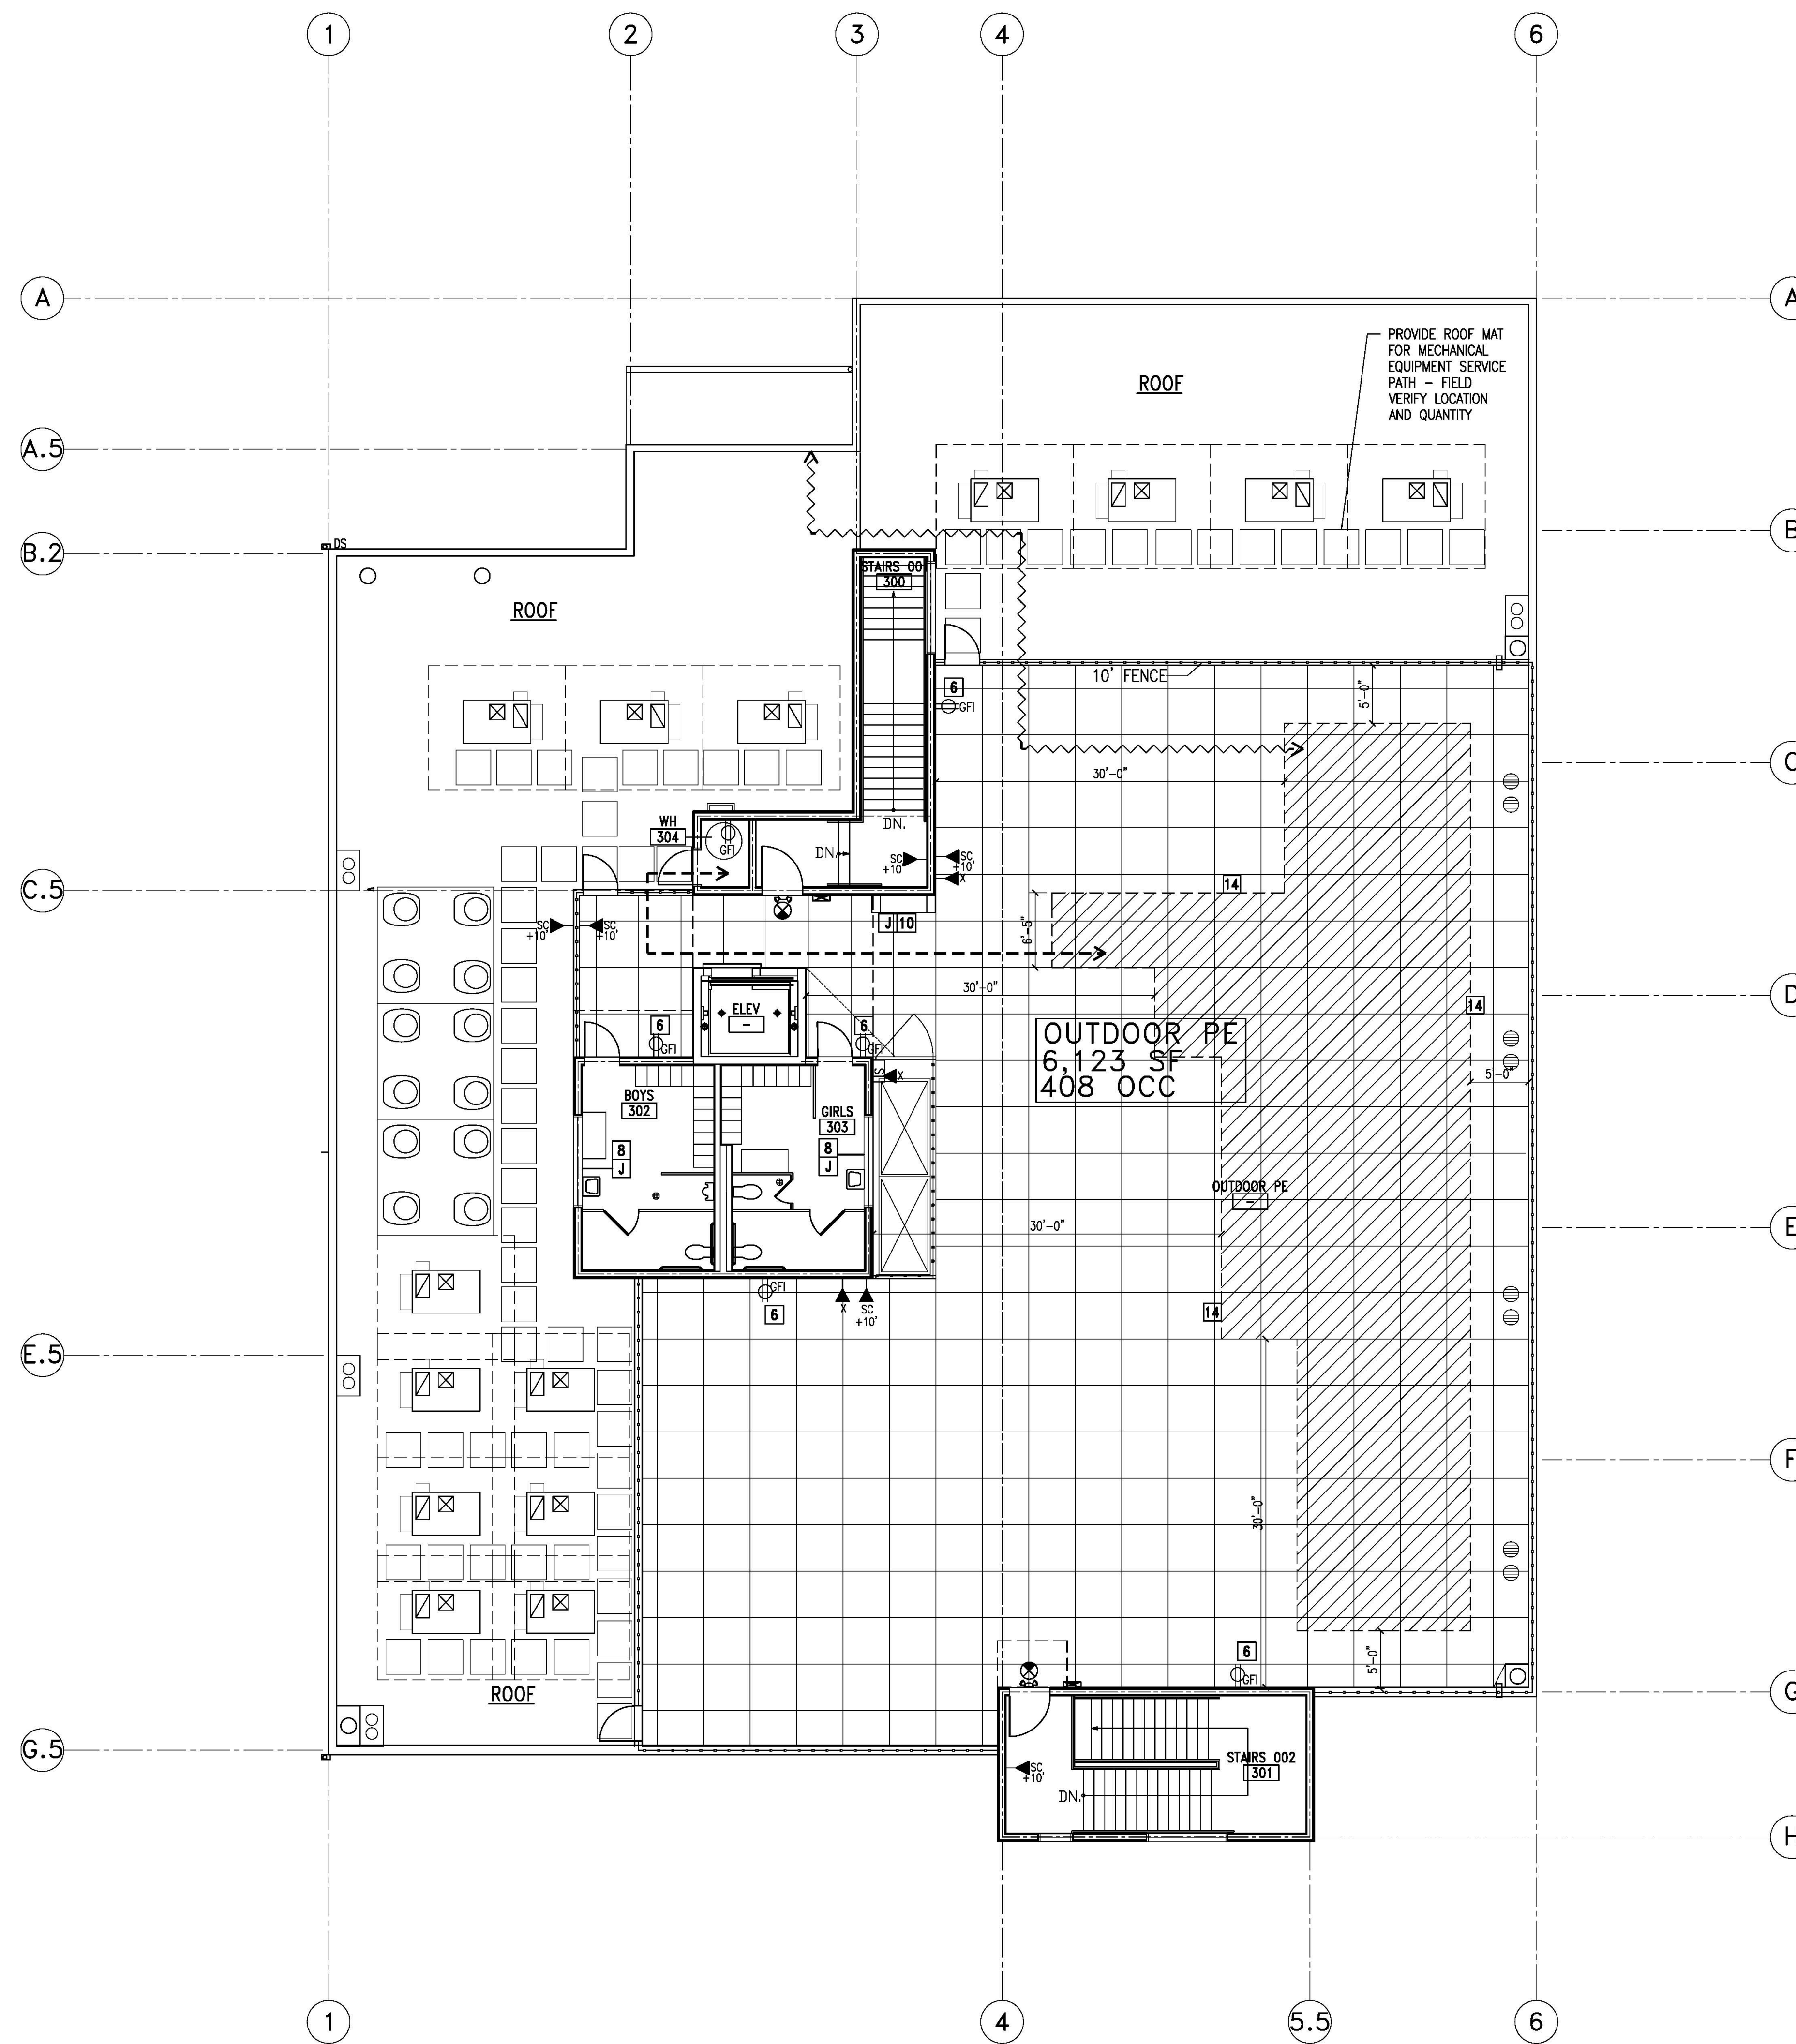 1
2
3
4
6
A
A
PROVIDE ROOF MAT
FOR MECHANICAL
EQUIPMENT SERVICE
PATH – FIELD
VERIFY LOCATION
AND QUANTITY
ROOF
A.5
B
B.2
DS
STAIRS 00
300
ROOF
10' FENCE
6
GFI
5'-0"
30'-0"
C
WH
304
GFI
DN.
DN.
SC
+10'
SC
+10'
X
C.5
14
SC
+10'
SC
+10'
J
10
6'-5"
30'-0"
D
ELEV
-
14
6
GFI
6
GFI
OUTDOOR PE
6,123 SF
408 OCC
S
X
5'-0"
BOYS
302
GIRLS
303
8
J
8
J
OUTDOOR PE
-
30'-0"
E
GFI
6
X
SC
+10'
14
E.5
F
30'-0"
6
GFI
5'-0"
ROOF
G
G.5
STAIRS 002
301
SC
+10'
DN.
H
1
4
5.5
6